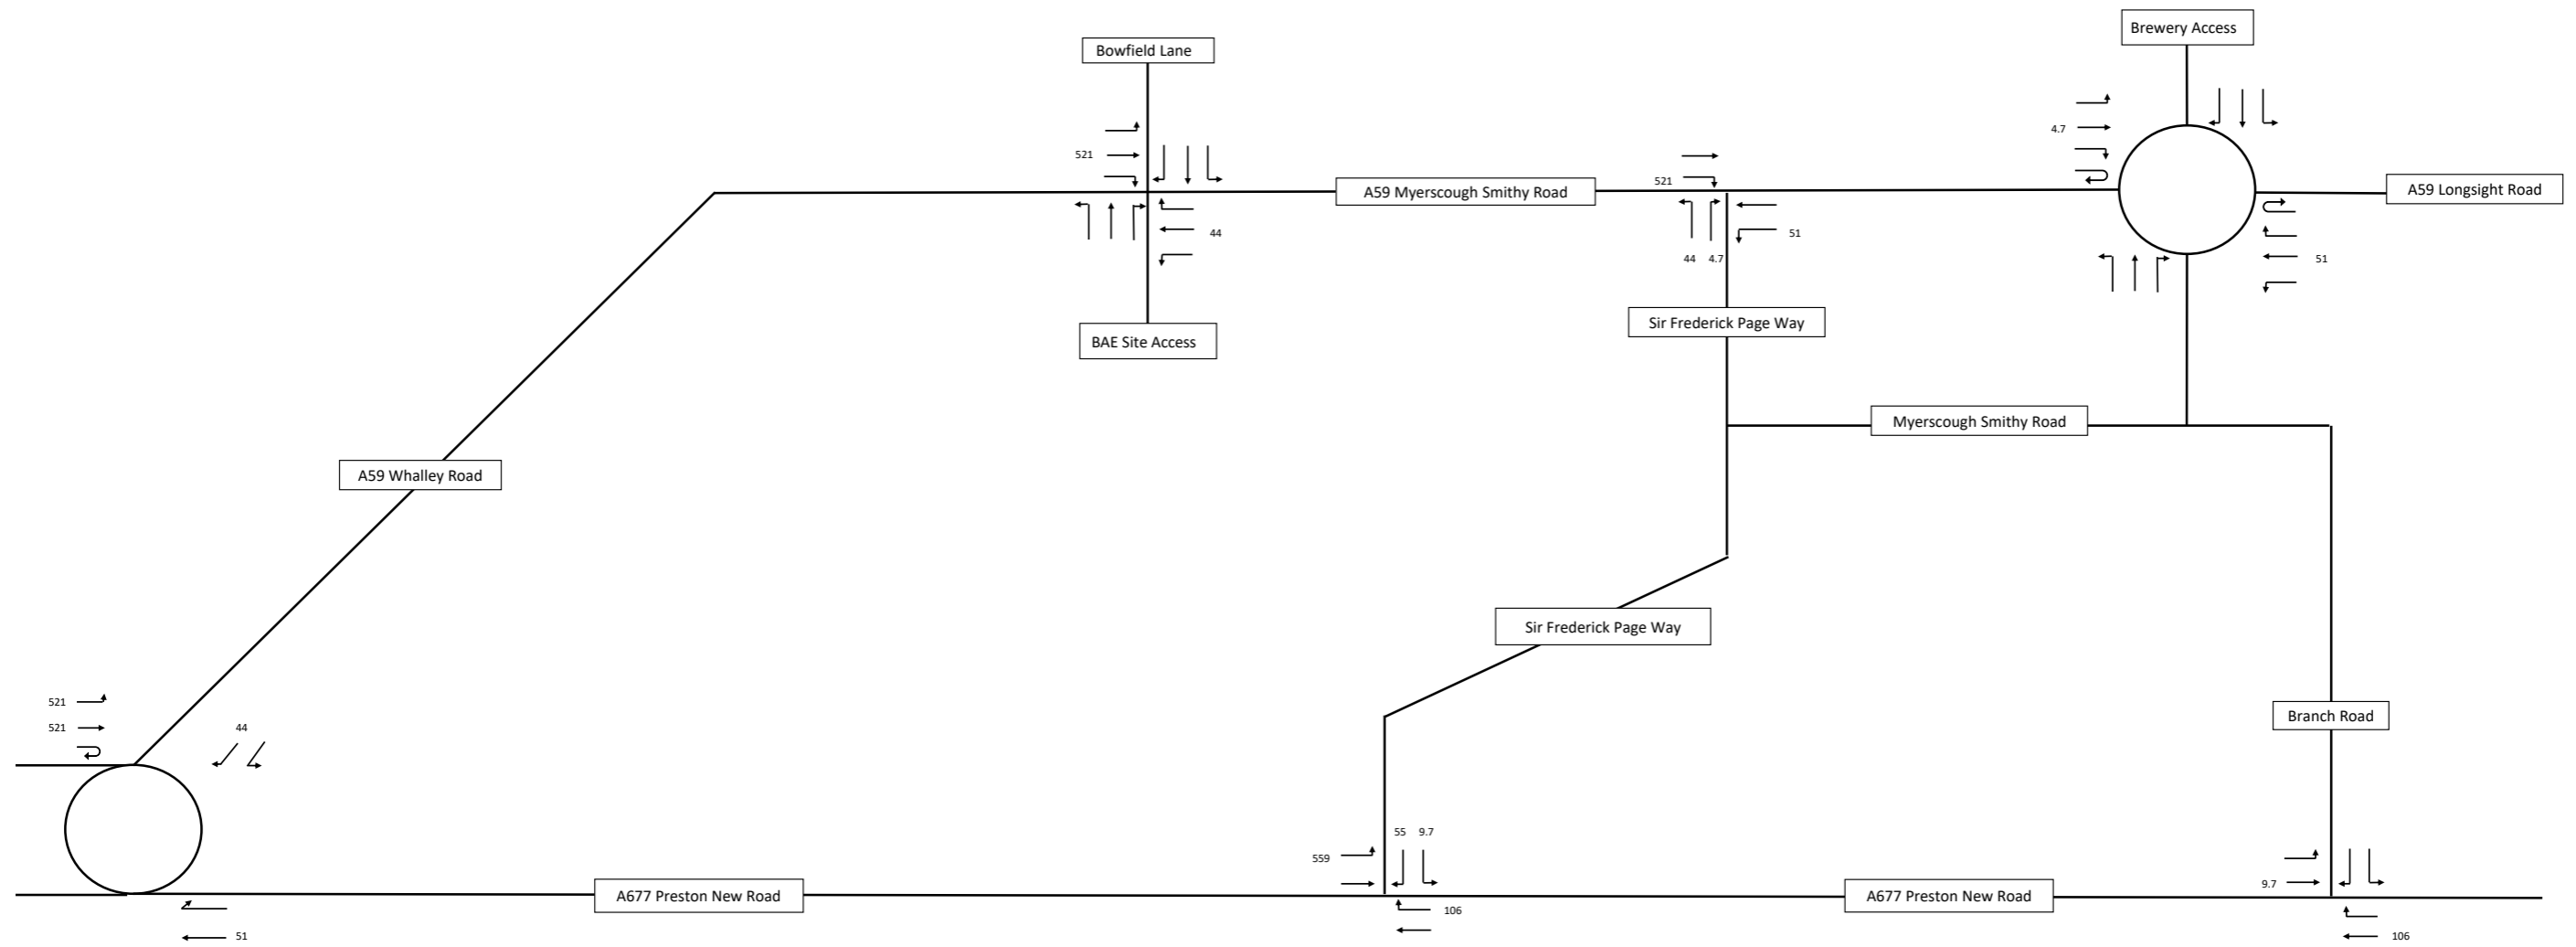 Brewery Access
Bowfield Lane
4.7
521
521
A59 Myerscough Smithy Road
A59 Longsight Road
44
51
44 4.7
51
Sir Frederick Page Way
BAE Site Access
Myerscough Smithy Road
A59 Whalley Road
Sir Frederick Page Way
521
521
44
Branch Road
55 9.7
559
9.7
A677 Preston New Road
A677 Preston New Road
106
51
106